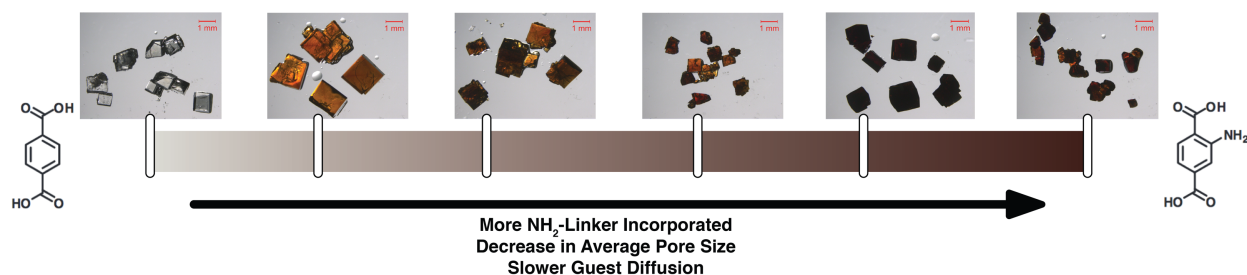 1 mm
1 mm
1 mm
1 mm
1 mm
1 mm
O
OH
HO
O
O
OH
NH₂
HO
O
More NH₂-Linker Incorporated
Decrease in Average Pore Size
Slower Guest Diffusion